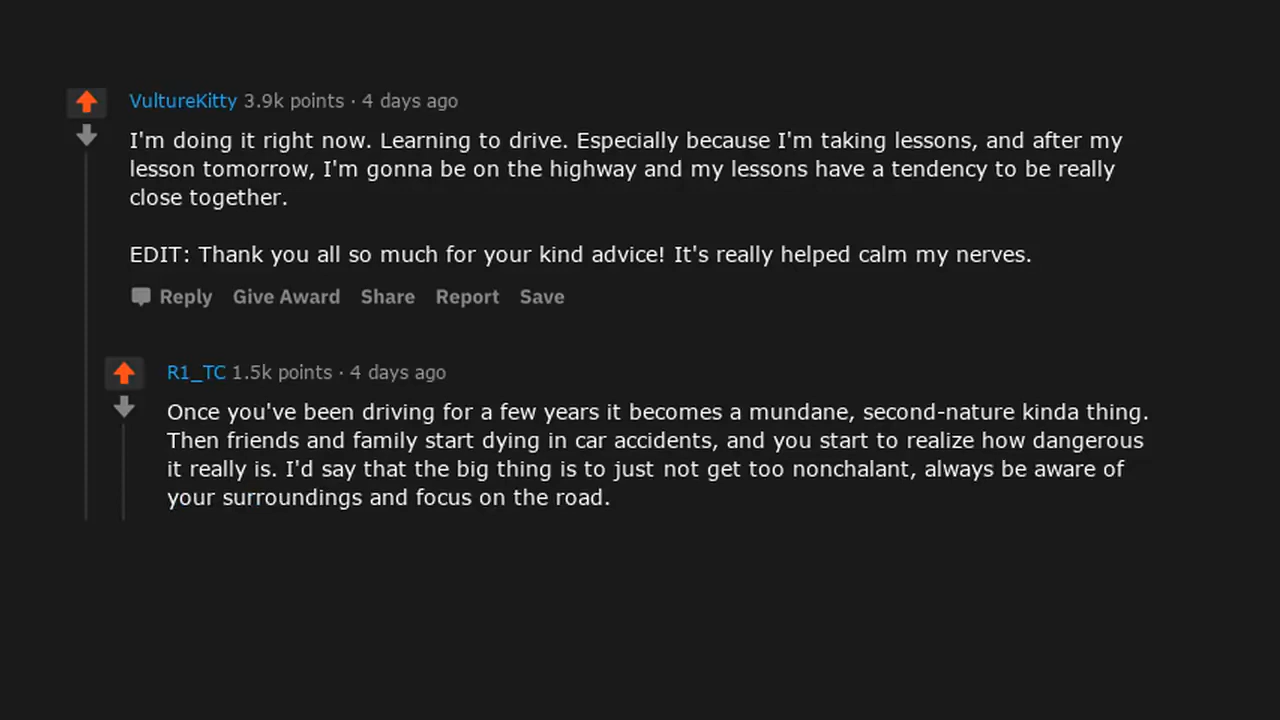 VultureKitty 3.9k points · 4 days ago
I'm doing it right now. Learning to drive. Especially because I'm taking lessons, and after my
lesson tomorrow, I'm gonna be on the highway and my lessons have a tendency to be really
close together.
EDIT: Thank you all so much for your kind advice! It's really helped calm my nerves.
Reply Give Award Share Report Save
R1_TC 1.5k points · 4 days ago
Once you've been driving for a few years it becomes a mundane, second-nature kinda thing.
Then friends and family start dying in car accidents, and you start to realize how dangerous
it really is. I'd say that the big thing is to just not get too nonchalant, always be aware of
your surroundings and focus on the road.